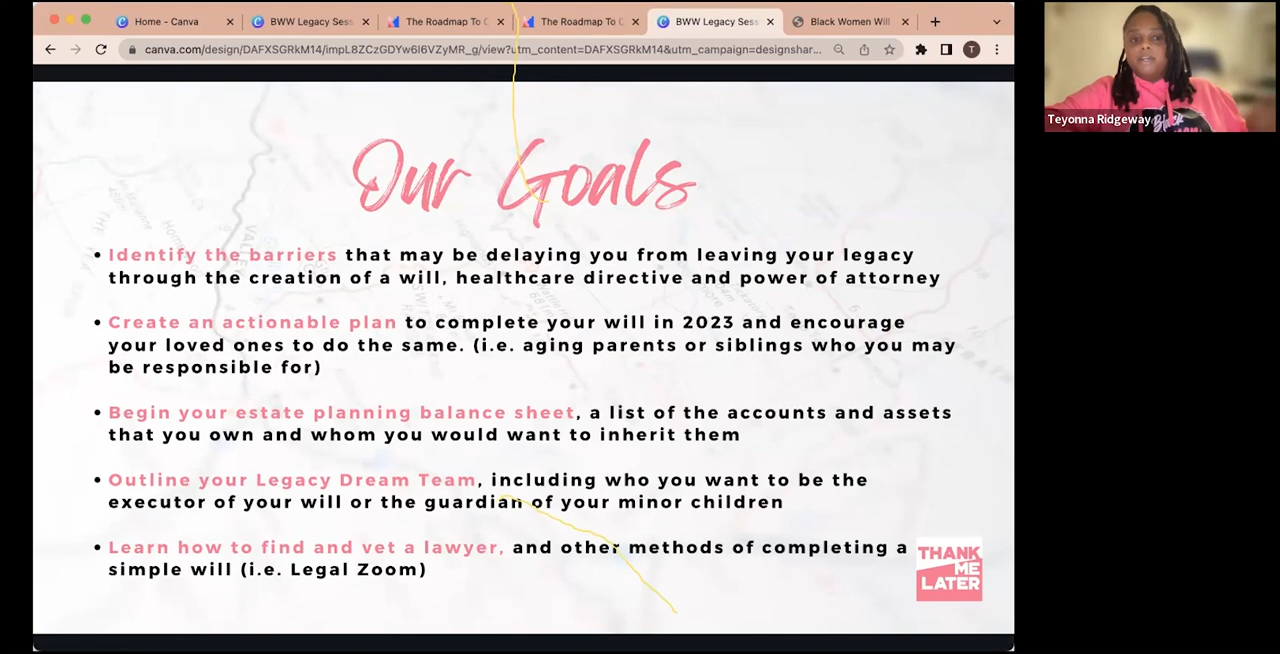 Home - Canva
BWW Legacy Sess
The Roadmap To
The Roadmap To
BWW Legacy Sess
Black Women Will
canva.com/design/DAFXSGRkM14/impL8ZCzGDYw6I6VZyMR_g/view?utm_content=DAFXSGRkM14&utm_campaign=designshar...
T
Teyonna Ridgeway
Black
Our Goals
• Identify the barriers that may be delaying you from leaving your legacy
through the creation of a will, healthcare directive and power of attorney
• Create an actionable plan to complete your will in 2023 and encourage
your loved ones to do the same. (i.e. aging parents or siblings who you may
be responsible for)
• Begin your estate planning balance sheet, a list of the accounts and assets
that you own and whom you would want to inherit them
• Outline your Legacy Dream Team, including who you want to be the
executor of your will or the guardian of your minor children
• Learn how to find and vet a lawyer, and other methods of completing a
simple will (i.e. Legal Zoom)
THANK
ME
LATER